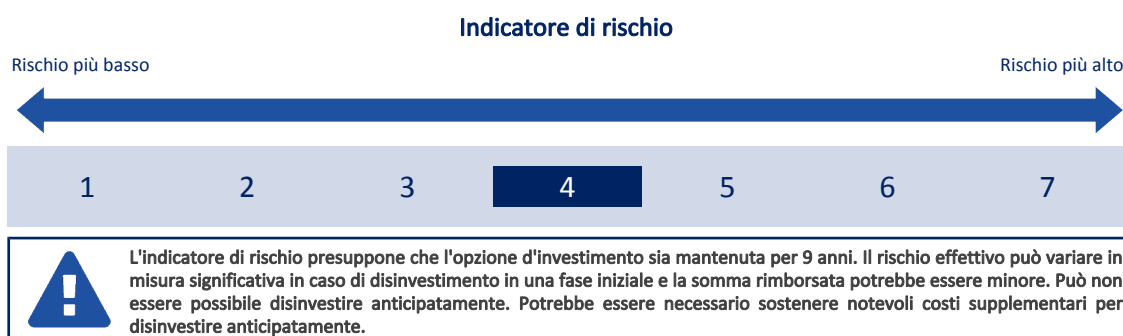 Indicatore di rischio
Rischio più basso
Rischio più alto
1 2 3 4 5 6 7
L'indicatore di rischio presuppone che l'opzione d'investimento sia mantenuta per 9 anni. Il rischio effettivo può variare in
misura significativa in caso di disinvestimento in una fase iniziale e la somma rimborsata potrebbe essere minore. Può non
essere possibile disinvestire anticipatamente. Potrebbe essere necessario sostenere notevoli costi supplementari per
disinvestire anticipatamente.